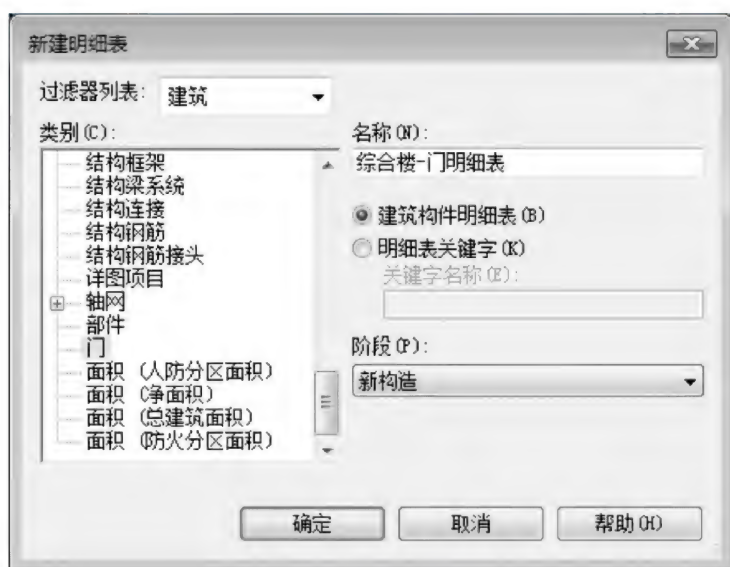 新建明细表
过滤器列表: 建筑
类别(C):
结构框架
结构梁系统
结构连接
结构钢筋
结构钢筋接头
详图项目
轴网
部件
门
面积 (人防分区面积)
面积 (净面积)
面积 (总建筑面积)
面积 (防火分区面积)
名称(N):
综合楼-门明细表
建筑构件明细表(B)
明细表关键字(K)
关键字名称(E):
阶段(P):
新构造
确定
取消
帮助(H)